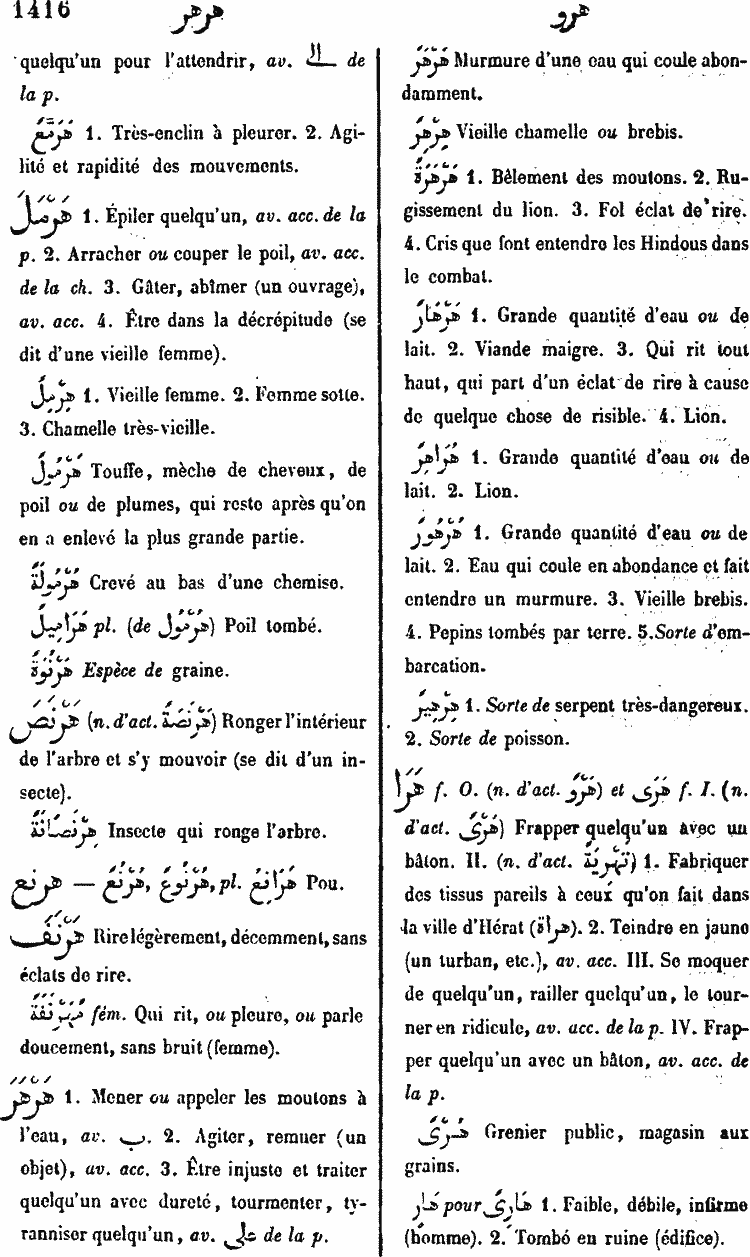 1416
هرهر
هرو
quelqu'un pour l'attendrir, av. الى de
la p.
هَرَمَّعٌ 1. Très-enclin à pleurer. 2. Agi-
lité et rapidité des mouvements.
هَرْمَلَ 1. Épiler quelqu'un, av. acc. de la
p. 2. Arracher ou couper le poil, av. acc.
de la ch. 3. Gâter, abîmer (un ouvrage),
av. acc. 4. Être dans la décrépitude (se
dit d'une vieille femme).
هِرْمِلٌ 1. Vieille femme. 2. Femme sotte.
3. Chamelle très-vieille.
هُرْمُولٌ Touffe, mèche de cheveux, de
poil ou de plumes, qui reste après qu'on
en a enlevé la plus grande partie.
هُرْمُولَةٌ Crevé au bas d'une chemise.
هَرَامِيلُ pl. (de هُرْمُول) Poil tombé.
هَرْنُوَةٌ Espèce de graine.
هَرْنَصَ (n. d'act. هَرْنَصَةٌ) Ronger l'intérieur
de l'arbre et s'y mouvoir (se dit d'un in-
secte).
هِرْنِصَانَةٌ Insecte qui ronge l'arbre.
هرنع — هُرْنُعٌ, هُرْنُوعٌ, pl. هَرَانِعُ Pou.
هَرْنَفَ Rire légèrement, décemment, sans
éclats de rire.
مُهَرْنِفَةٌ fém. Qui rit, ou pleure, ou parle
doucement, sans bruit (femme).
هَرْهَرَ 1. Mener ou appeler les moutons à
l'eau, av. ب. 2. Agiter, remuer (un
objet), av. acc. 3. Être injuste et traiter
quelqu'un avec dureté, tourmenter, ty-
ranniser quelqu'un, av. على de la p.
هَرْهَرٌ Murmure d'une eau qui coule abon-
damment.
هِرْهِرٌ Vieille chamelle ou brebis.
هَرْهَرَةٌ 1. Bêlement des moutons. 2. Ru-
gissement du lion. 3. Fol éclat de rire.
4. Cris que font entendre les Hindous dans
le combat.
هَرْهَارٌ 1. Grande quantité d'eau ou de
lait. 2. Viande maigre. 3. Qui rit tout
haut, qui part d'un éclat de rire à cause
de quelque chose de risible. 4. Lion.
هُرَاهِرٌ 1. Grande quantité d'eau ou de
lait. 2. Lion.
هُرْهُورٌ 1. Grande quantité d'eau ou de
lait. 2. Eau qui coule en abondance et fait
entendre un murmure. 3. Vieille brebis.
4. Pepins tombés par terre. 5. Sorte d'em-
barcation.
هِرْهِيرٌ 1. Sorte de serpent très-dangereux.
2. Sorte de poisson.
هَرَا f. O. (n. d'act. هَرْو) et هَرَى f. I. (n.
d'act. هَرْىٌ) Frapper quelqu'un avec un
bâton. II. (n. d'act. تَهْرِيَةٌ) 1. Fabriquer
des tissus pareils à ceux qu'on fait dans
la ville d'Hérat (هراة). 2. Teindre en jaune
(un turban, etc.), av. acc. III. Se moquer
de quelqu'un, railler quelqu'un, le tour-
ner en ridicule, av. acc. de la p. IV. Frap-
per quelqu'un avec un bâton, av. acc. de
la p.
هُرْىٌ Grenier public, magasin aux
grains.
هَارٍ pour هَارِىٌ 1. Faible, débile, infirme
(homme). 2. Tombé en ruine (édifice).